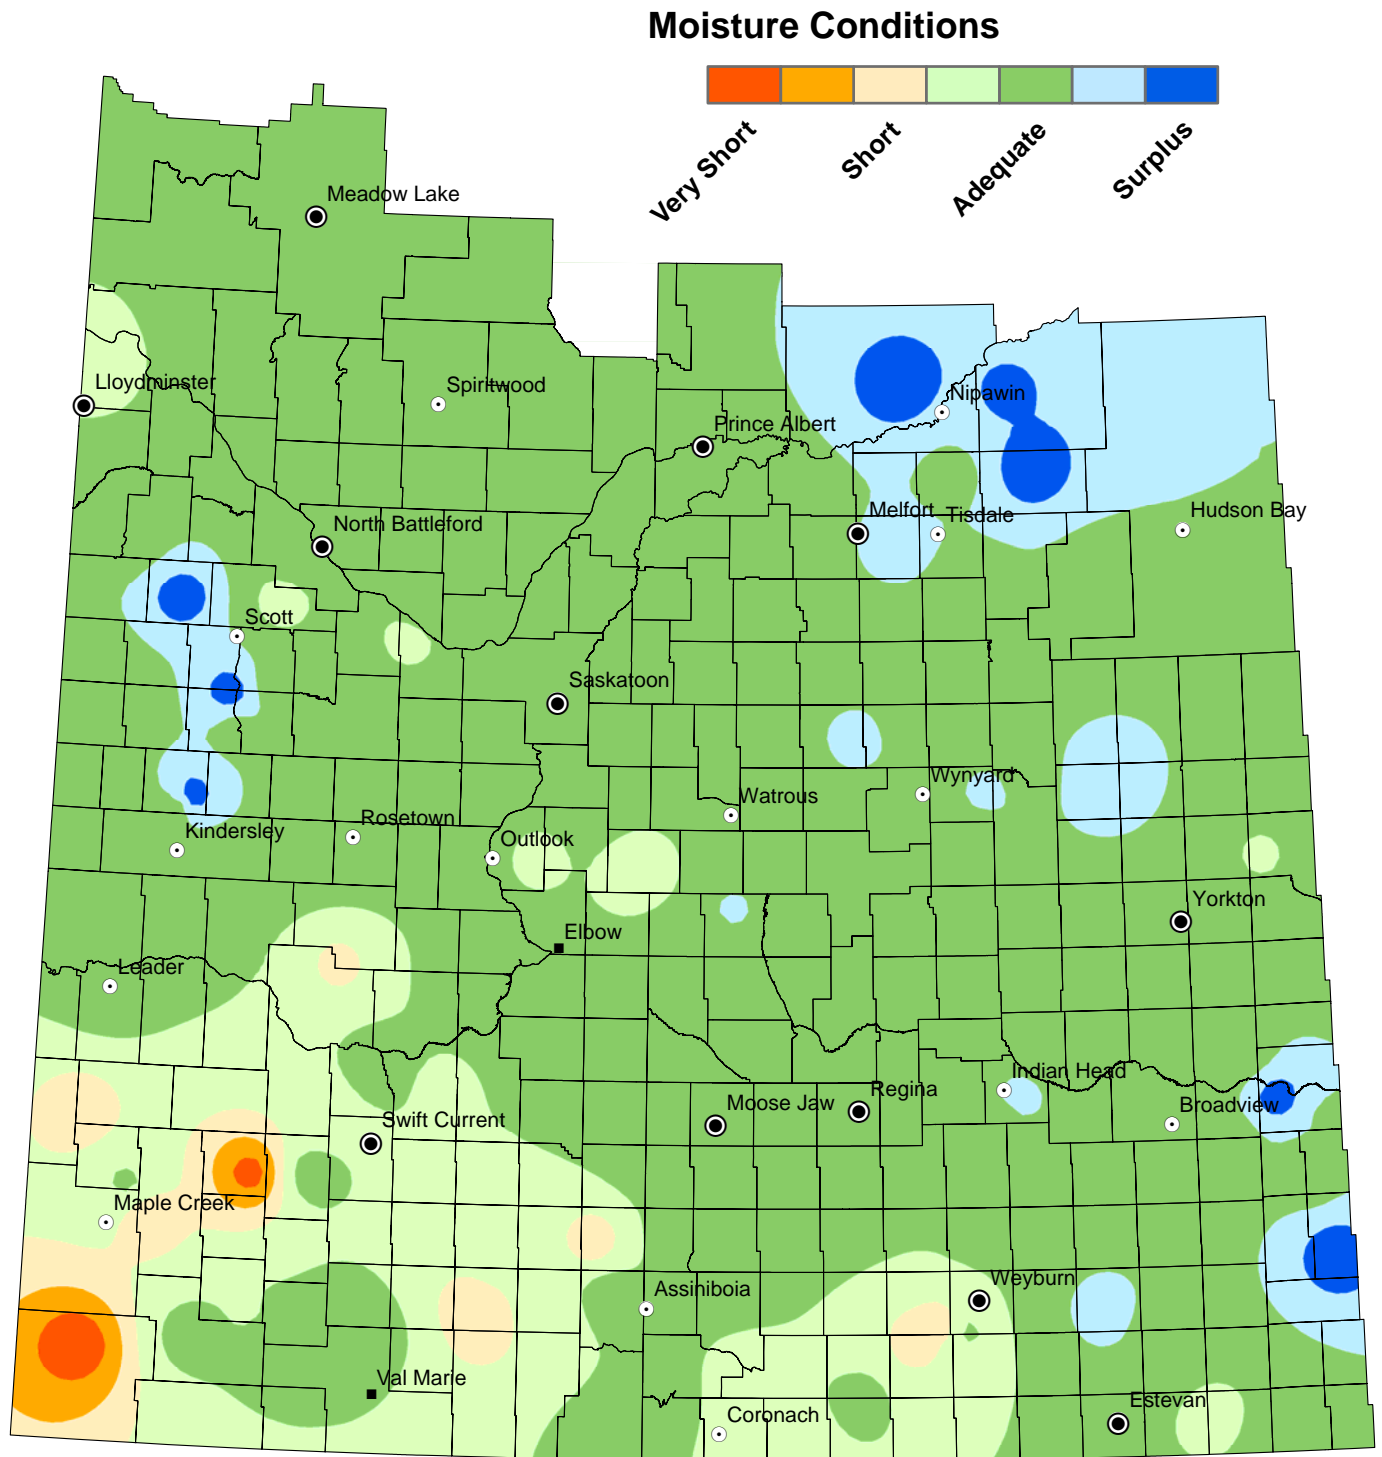 Moisture Conditions
Very Short
Short
Adequate
Surplus
Meadow Lake
Lloydminster
Spiritwood
Nipawin
Prince Albert
Melfort
Tisdale
Hudson Bay
North Battleford
Scott
Saskatoon
Wynyard
Watrous
Rosetown
Kindersley
Outlook
Yorkton
Elbow
Leader
Indian Head
Regina
Moose Jaw
Broadview
Swift Current
Maple Creek
Weyburn
Assiniboia
Val Marie
Estevan
Coronach